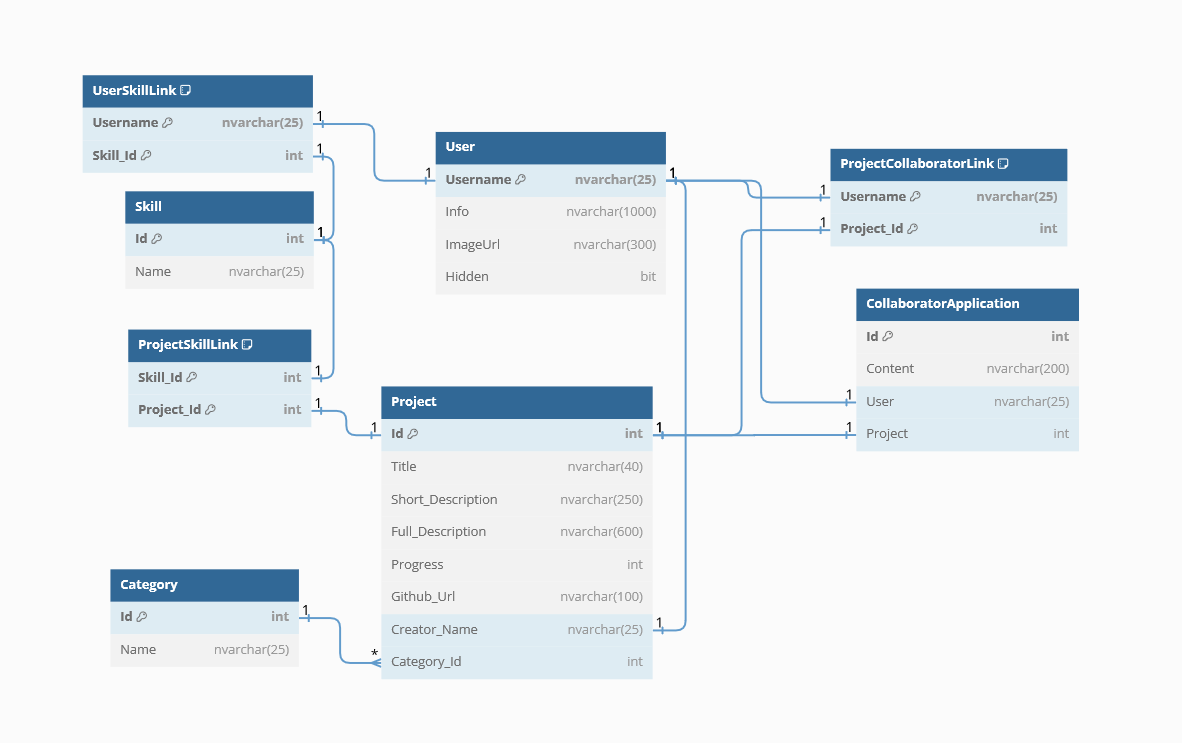 UserSkillLink
Username nvarchar(25)
Skill_Id int
Skill
Id int
Name nvarchar(25)
ProjectSkillLink
Skill_Id int
Project_Id int
Category
Id int
Name nvarchar(25)
User
Username nvarchar(25)
Info nvarchar(1000)
ImageUrl nvarchar(300)
Hidden bit
Project
Id int
Title nvarchar(40)
Short_Description nvarchar(250)
Full_Description nvarchar(600)
Progress int
Github_Url nvarchar(100)
Creator_Name nvarchar(25)
Category_Id int
ProjectCollaboratorLink
Username nvarchar(25)
Project_Id int
CollaboratorApplication
Id int
Content nvarchar(200)
User nvarchar(25)
Project int
1
1
1
1
1
1
1
1
*
1
1
1
1
1
1
1